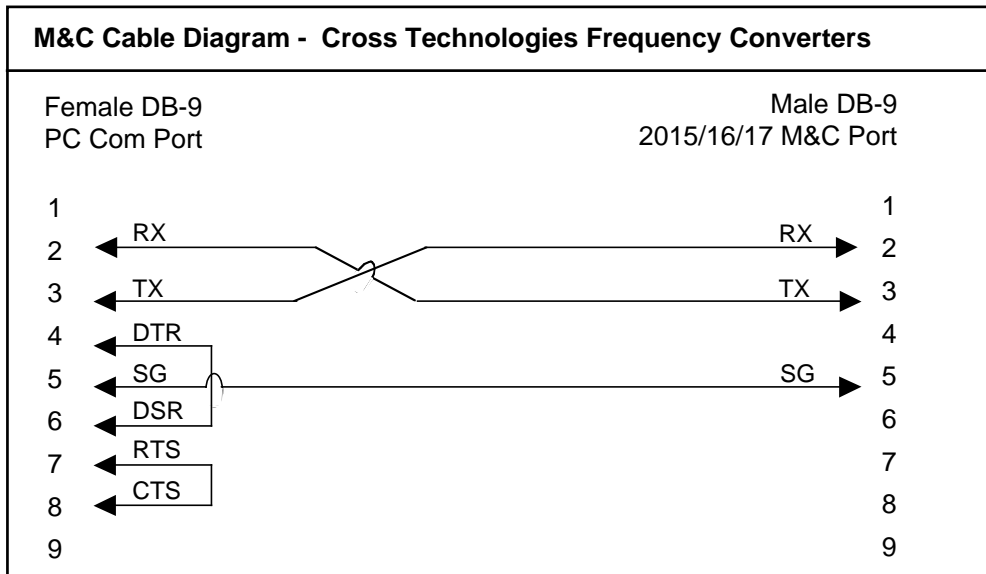 M&C Cable Diagram - Cross Technologies Frequency Converters
Female DB-9
PC Com Port
Male DB-9
2015/16/17 M&C Port
1 1
2 RX RX 2
3 TX TX 3
4 DTR 4
5 SG SG 5
6 DSR 6
7 RTS 7
8 CTS 8
9 9